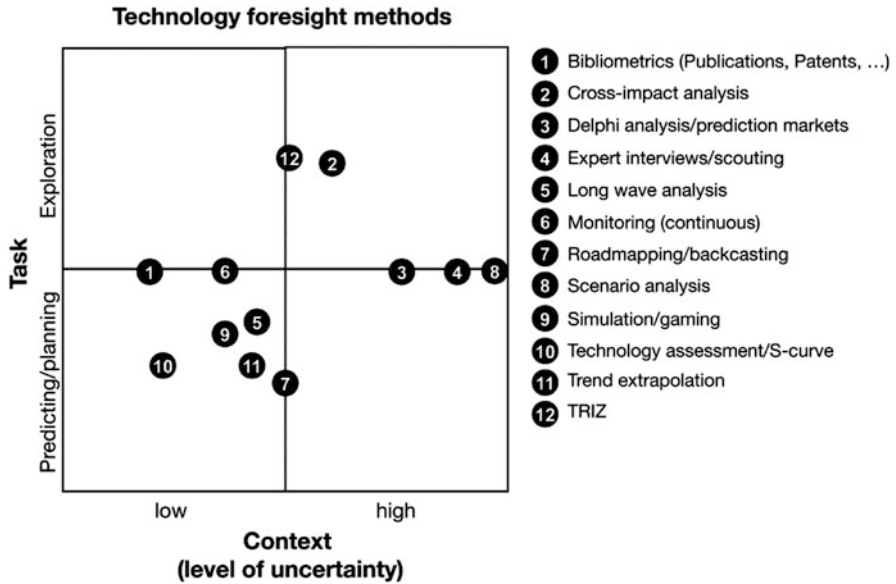 Technology foresight methods
Task
Exploration
Predicting/planning
12
2
1
6
3
4
8
5
9
10
11
7
low
high
Context
(level of uncertainty)
1 Bibliometrics (Publications, Patents, ...)
2 Cross-impact analysis
3 Delphi analysis/prediction markets
4 Expert interviews/scouting
5 Long wave analysis
6 Monitoring (continuous)
7 Roadmapping/backcasting
8 Scenario analysis
9 Simulation/gaming
10 Technology assessment/S-curve
11 Trend extrapolation
12 TRIZ